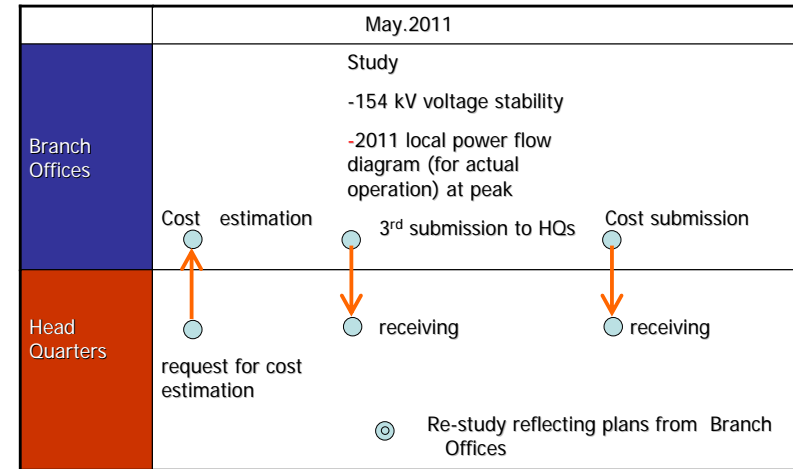 May.2011
Branch
Offices
Study
-154 kV voltage stability
-2011 local power flow
diagram (for actual
operation) at peak
Cost estimation
3rd submission to HQs
Cost submission
Head
Quarters
receiving
receiving
request for cost
estimation
Re-study reflecting plans from Branch
Offices